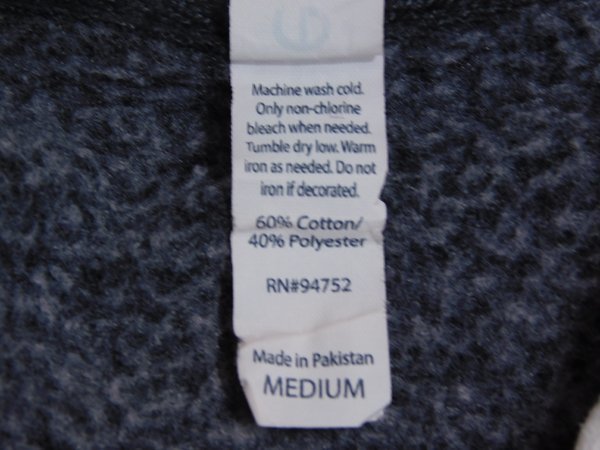 Machine wash cold.
Only non-chlorine
bleach when needed.
Tumble dry low. Warm
iron as needed. Do not
iron if decorated.
60% Cotton/
40% Polyester
RN#94752
Made in Pakistan
MEDIUM